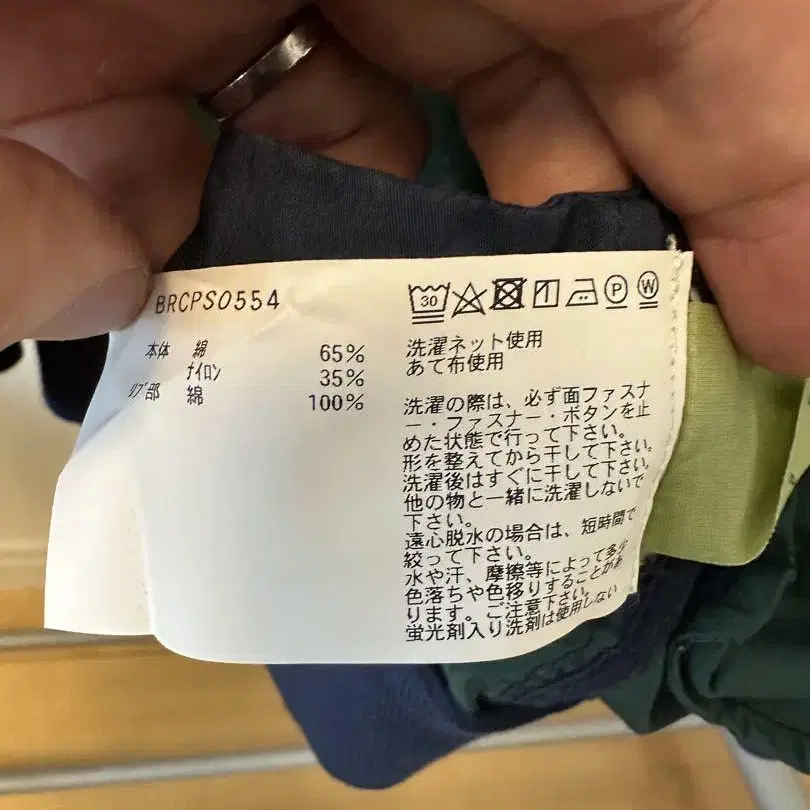 BRCPS0554
本体 綿 65%
ナイロン 35%
リブ部 綿 100%
30
P
W
洗濯ネット使用
あて布使用
洗濯の際は、必ず面ファスナ
ー・ファスナー・ボタンを止
めた状態で行って下さい。
形を整えてから干して下さい。
洗濯後はすぐに干して下さい。
他の物と一緒に洗濯しないで
下さい。
遠心脱水の場合は、短時間で
絞って下さい。
水や汗、摩擦等によって多少
色落ちや色移りすることがあ
ります。ご注意下さい。
蛍光剤入り洗剤は使用しない